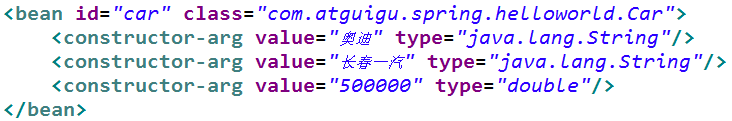 <bean id="car" class="com.atguigu.spring.helloworld.Car">
<constructor-arg value="奥迪" type="java.lang.String"/>
<constructor-arg value="长春一汽" type="java.lang.String"/>
<constructor-arg value="500000" type="double"/>
</bean>